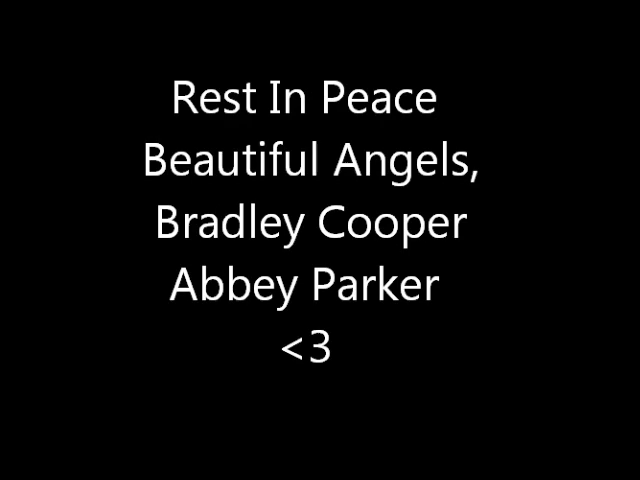 Rest In Peace
Beautiful Angels,
Bradley Cooper
Abbey Parker
<3